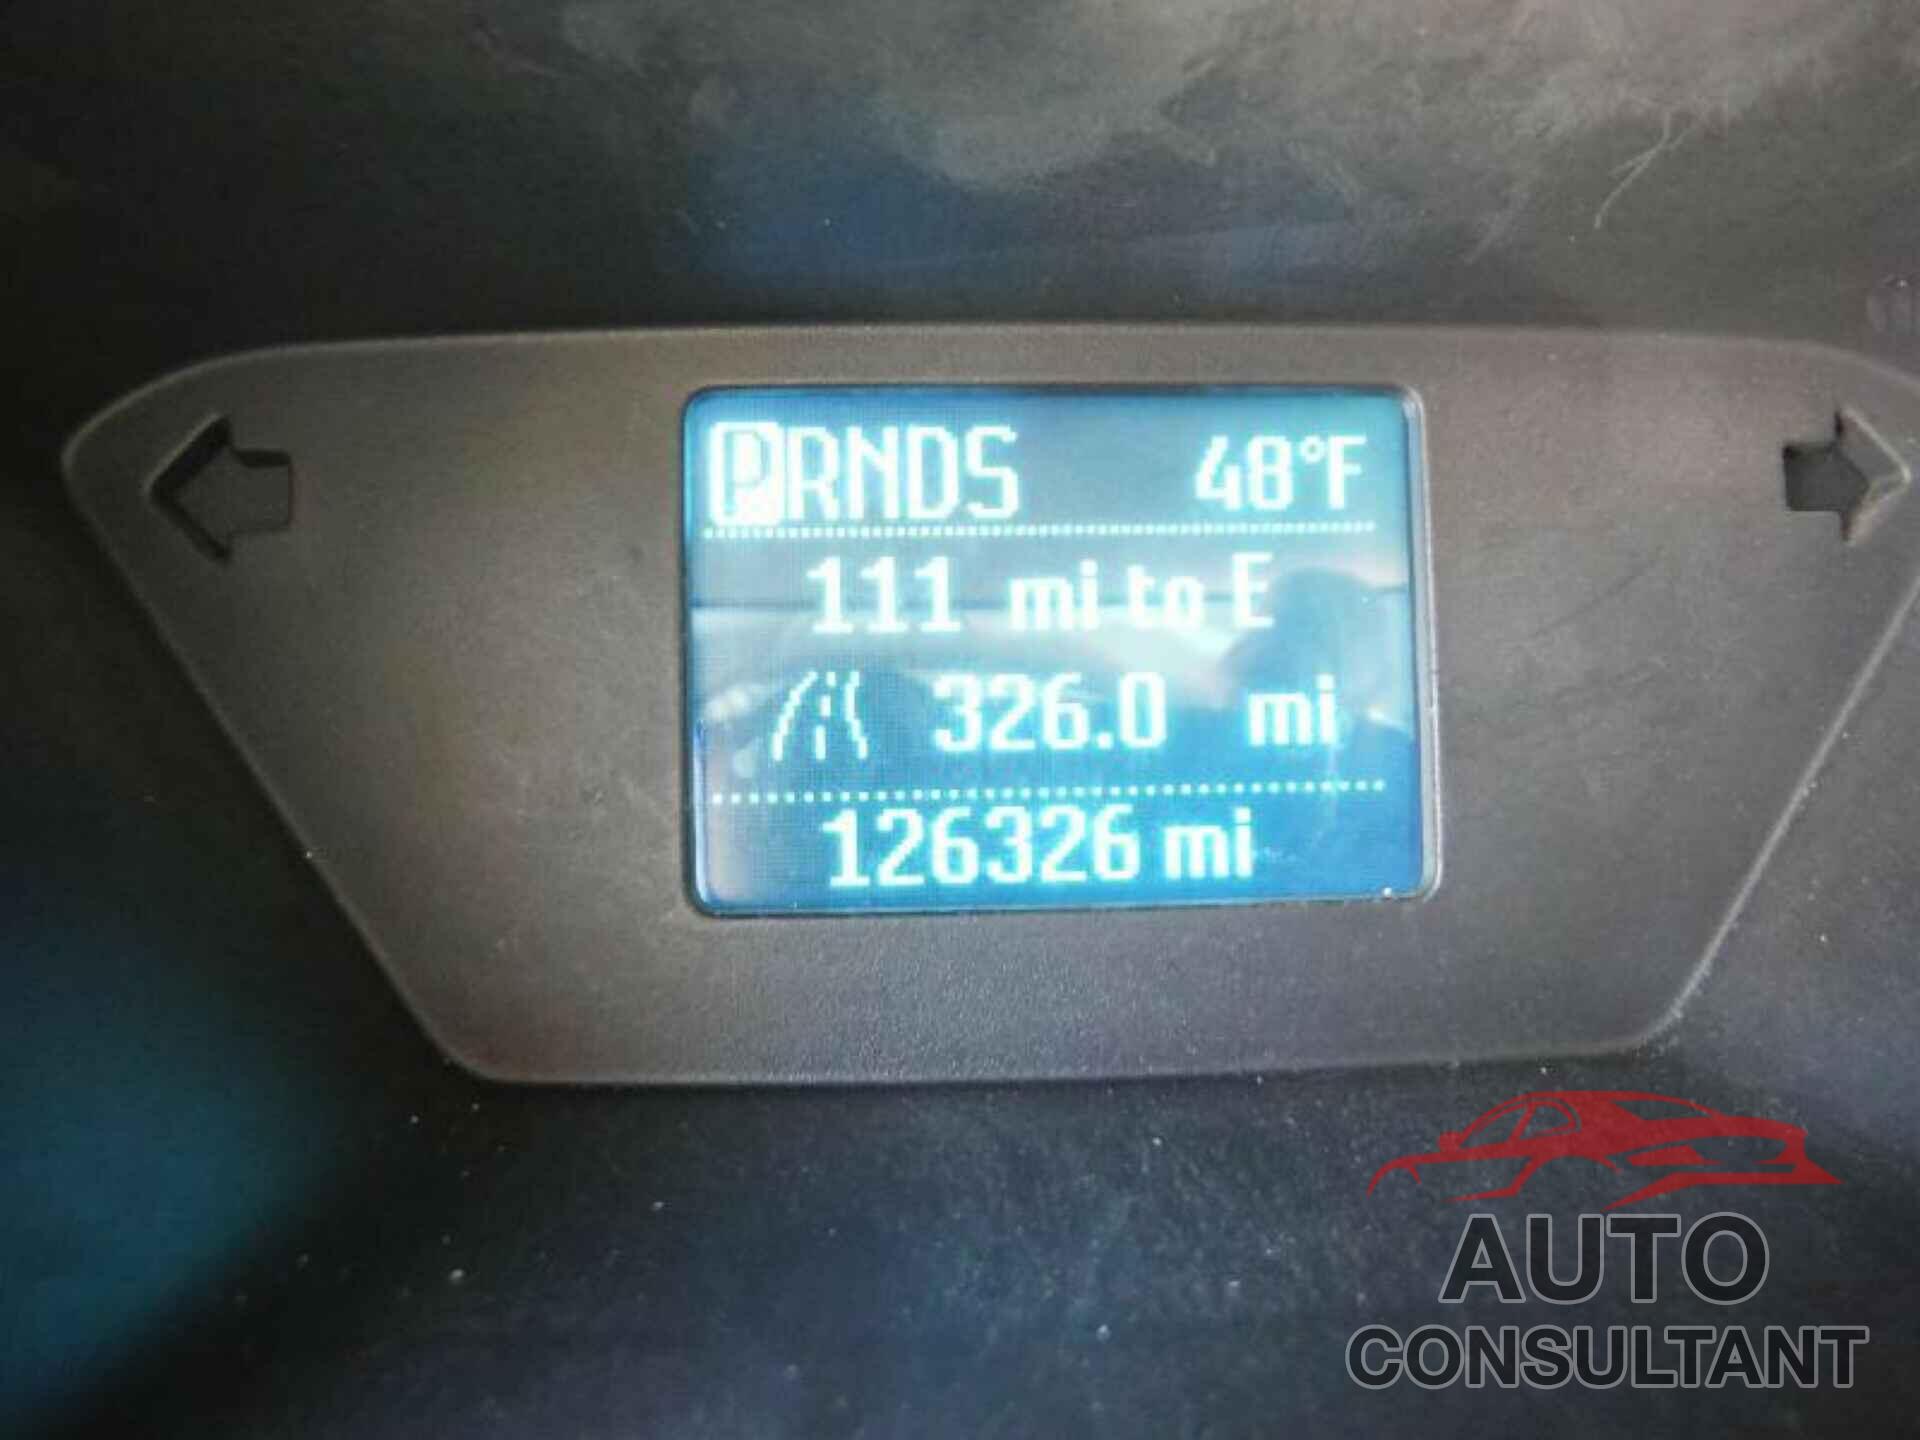 PRNDS 48°F
111 mi to E
326.0 mi
126326 mi
AUTO
CONSULTANT